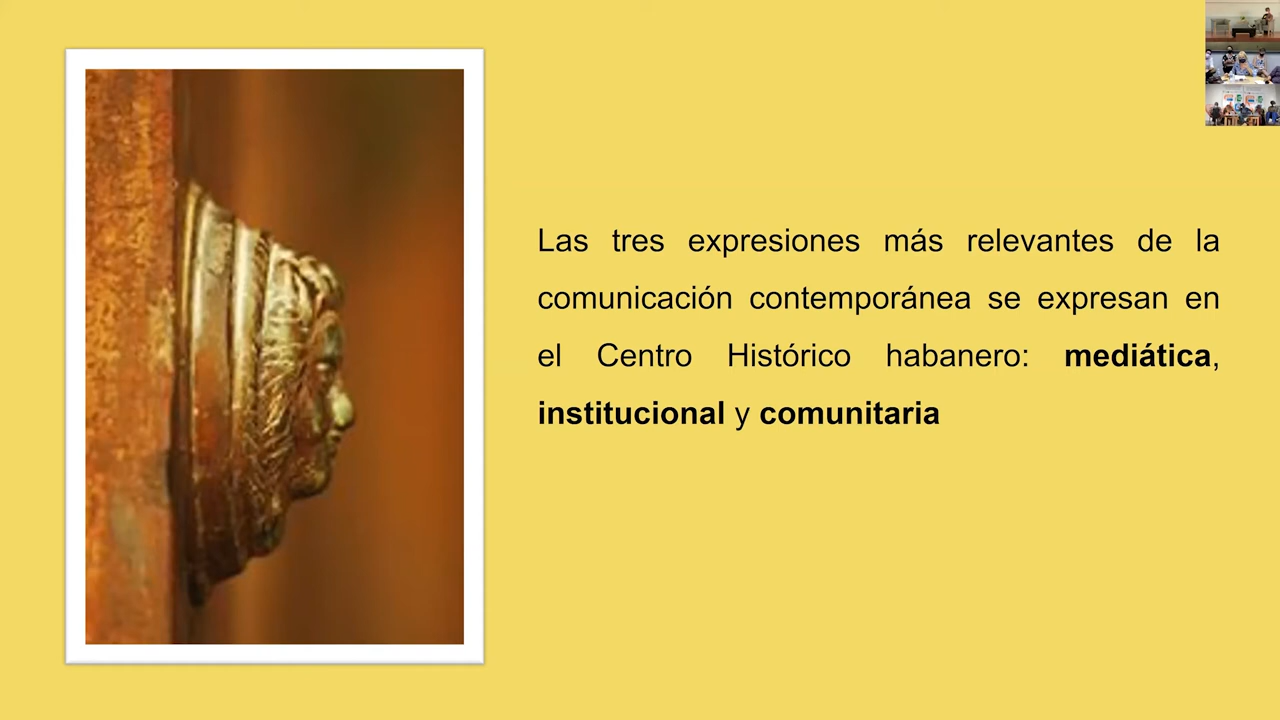 Las tres expresiones más relevantes de la
comunicación contemporánea se expresan en
el Centro Histórico habanero: mediática,
institucional y comunitaria